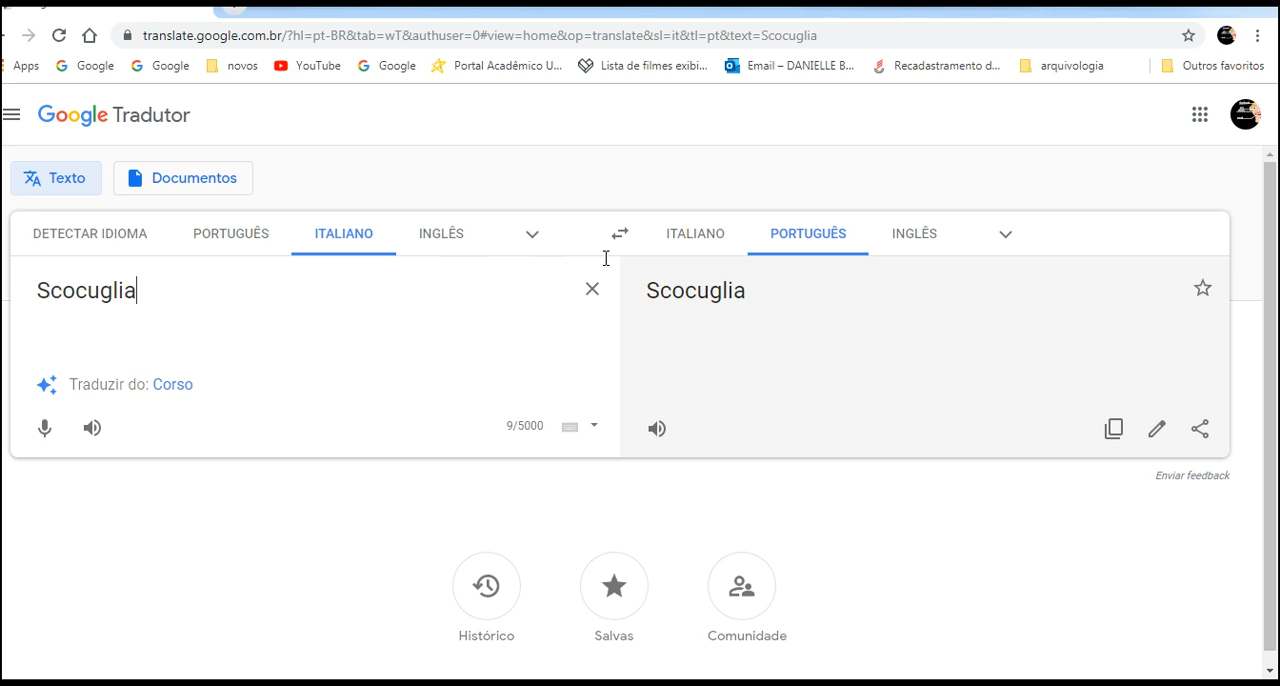 translate.google.com.br/?hl=pt-BR&tab=wT&authuser=0#view=home&op=translate&sl=it&tl=pt&text=Scocuglia
Apps Google Google novos YouTube Google Portal Acadêmico U... Lista de filmes exibi... Email – DANIELLE B... Recadastramento d... arquivologia Outros favoritos
Google Tradutor
Texto Documentos
DETECTAR IDIOMA PORTUGUÊS ITALIANO INGLÊS ITALIANO PORTUGUÊS INGLÊS
Scocuglia Scocuglia
Traduzir do: Corso
9/5000
Enviar feedback
Histórico Salvas Comunidade